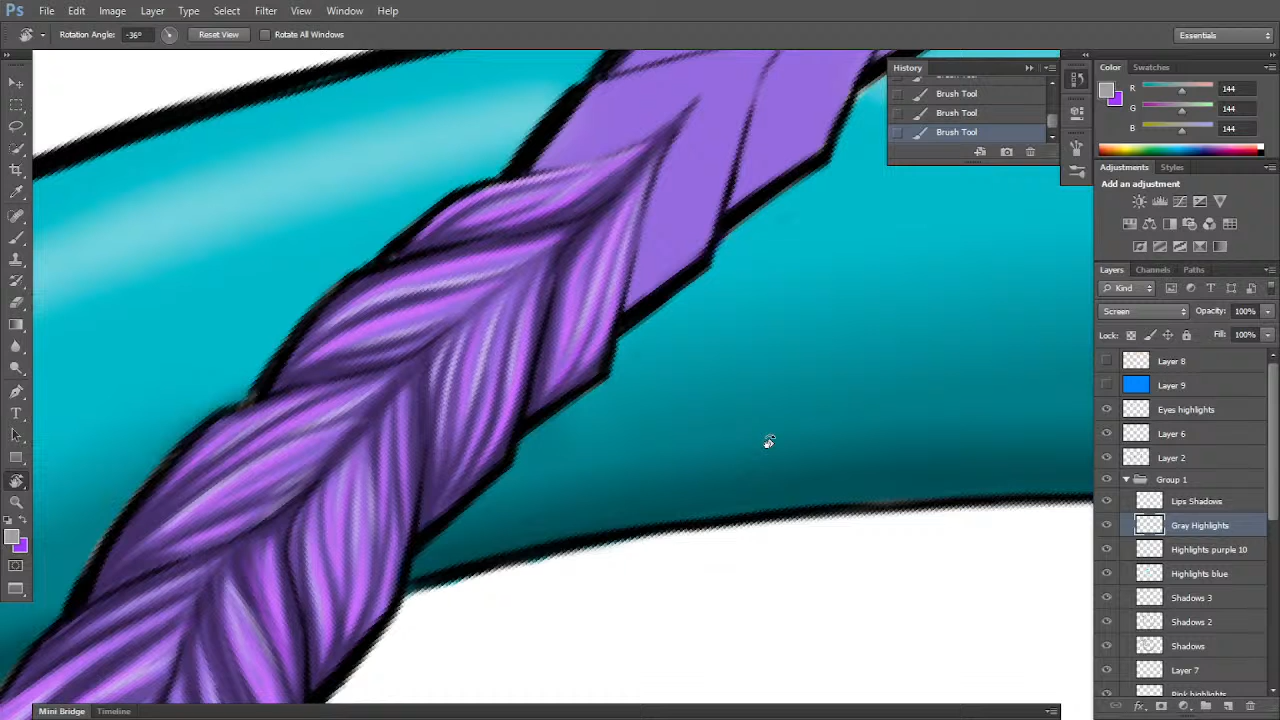 Ps File Edit Image Layer Type Select Filter View Window Help
Rotation Angle: -36° Reset View Rotate All Windows Essentials
History
Brush Tool
Brush Tool
Brush Tool
Color Swatches
R 144
G 144
B 144
Adjustments Styles
Add an adjustment
Layers Channels Paths
Kind
Screen Opacity: 100%
Lock: Fill: 100%
Layer 8
Layer 9
Eyes highlights
Layer 6
Layer 2
Group 1
Lips Shadows
Gray Highlights
Highlights purple 10
Highlights blue
Shadows 3
Shadows 2
Shadows
Layer 7
Pink highlights
Mini Bridge Timeline